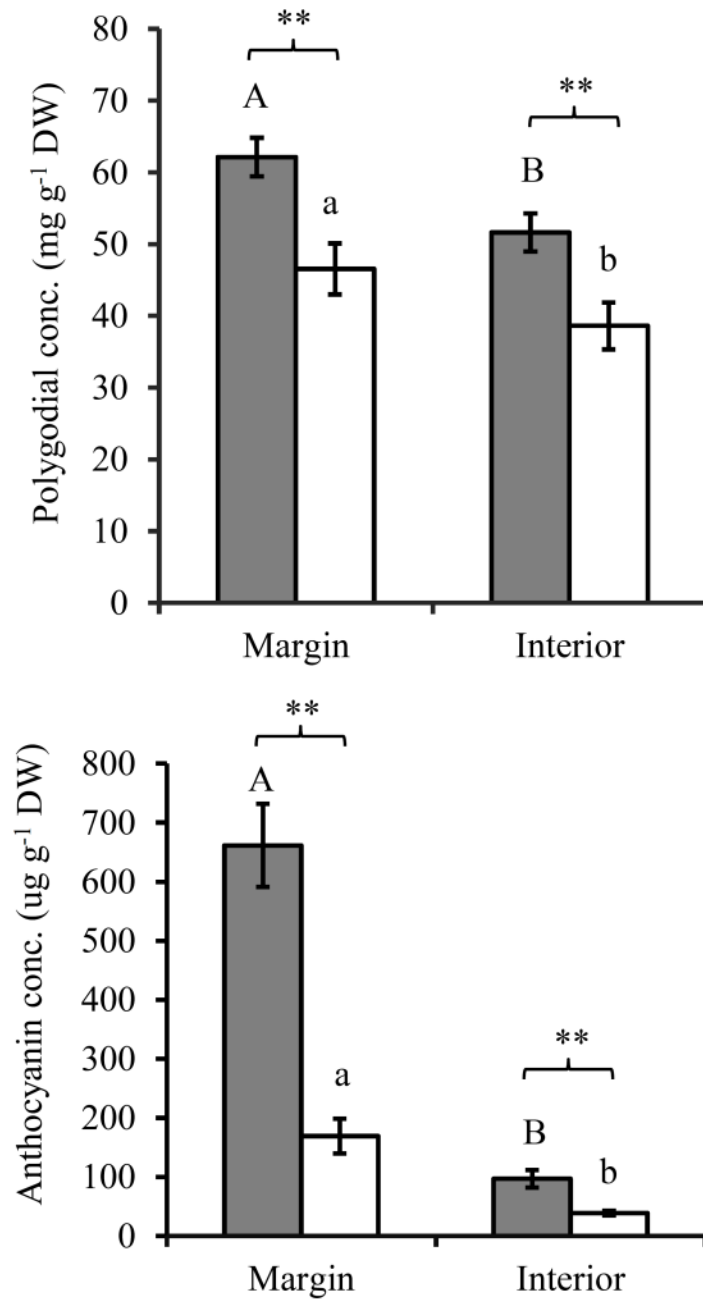 Polygodial conc. (mg g⁻¹ DW)
80
70
60
50
40
30
20
10
0
**
A
a
**
B
b
Margin
Interior
Anthocyanin conc. (ug g⁻¹ DW)
800
700
600
500
400
300
200
100
0
**
A
a
**
B
b
Margin
Interior